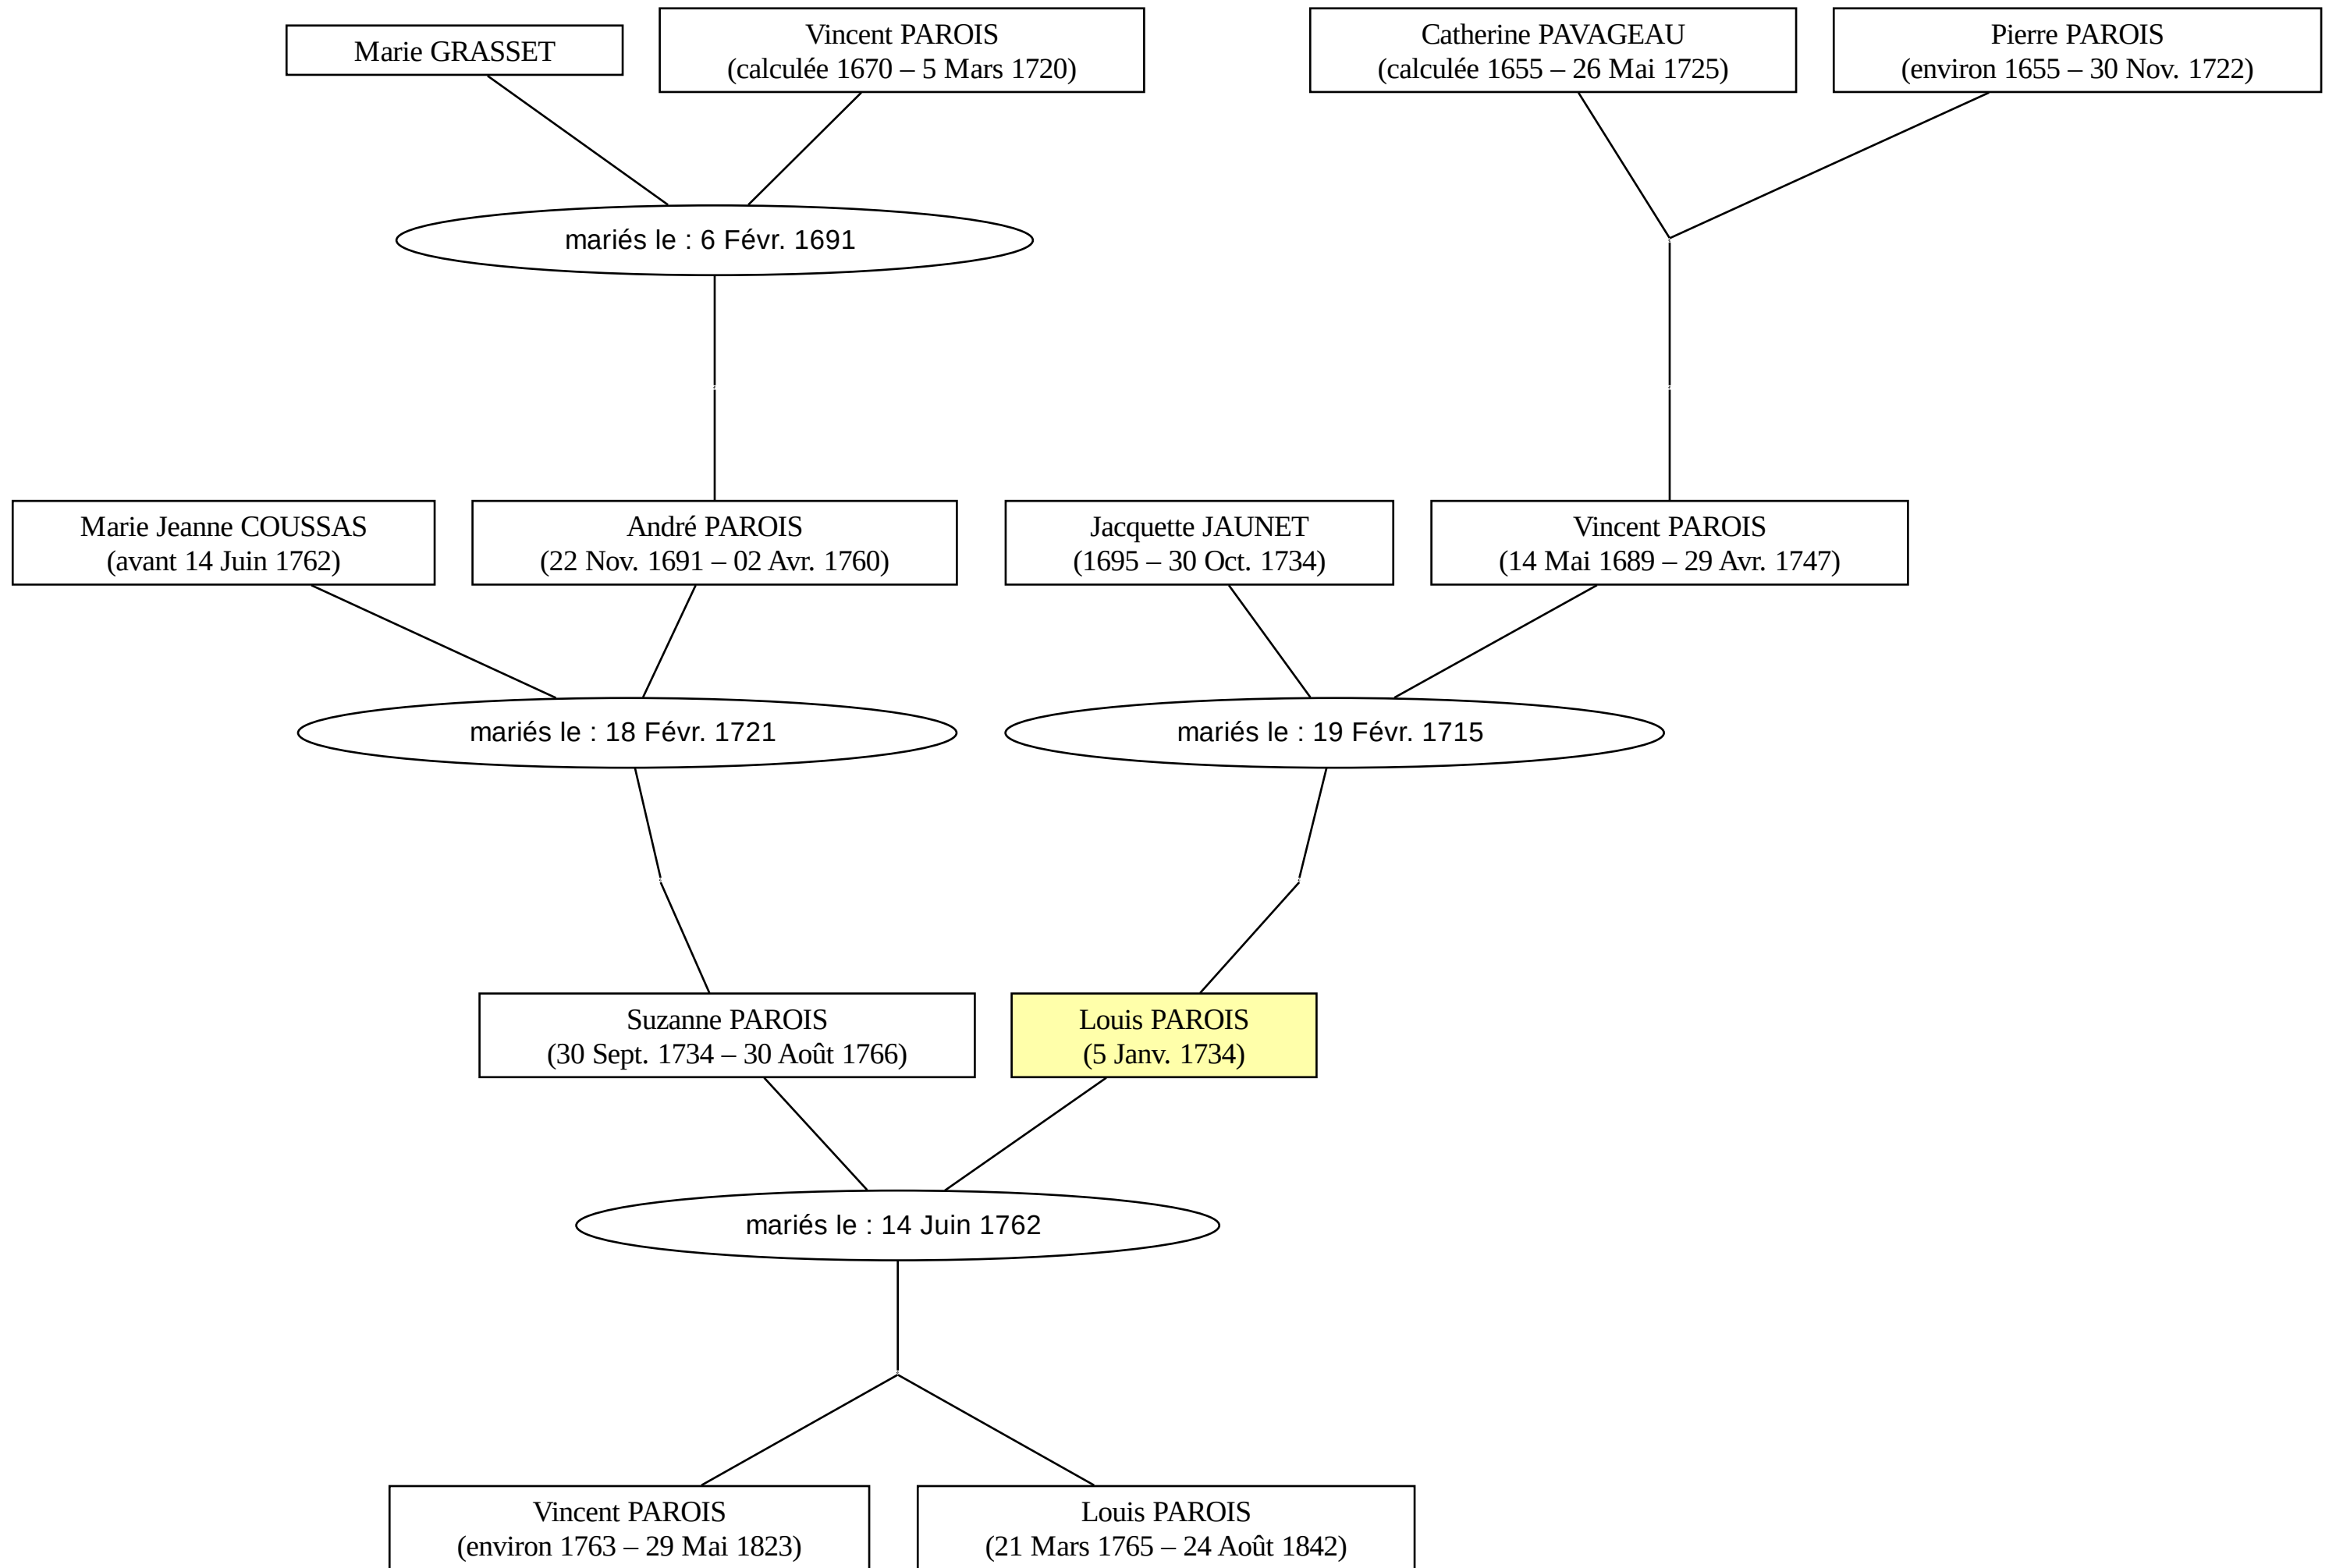 Marie GRASSET
Vincent PAROIS
(calculée 1670 – 5 Mars 1720)
Catherine PAVAGEAU
(calculée 1655 – 26 Mai 1725)
Pierre PAROIS
(environ 1655 – 30 Nov. 1722)
mariés le : 6 Févr. 1691
Marie Jeanne COUSSAS
(avant 14 Juin 1762)
André PAROIS
(22 Nov. 1691 – 02 Avr. 1760)
Jacquette JAUNET
(1695 – 30 Oct. 1734)
Vincent PAROIS
(14 Mai 1689 – 29 Avr. 1747)
mariés le : 18 Févr. 1721
mariés le : 19 Févr. 1715
Suzanne PAROIS
(30 Sept. 1734 – 30 Août 1766)
Louis PAROIS
(5 Janv. 1734)
mariés le : 14 Juin 1762
Vincent PAROIS
(environ 1763 – 29 Mai 1823)
Louis PAROIS
(21 Mars 1765 – 24 Août 1842)